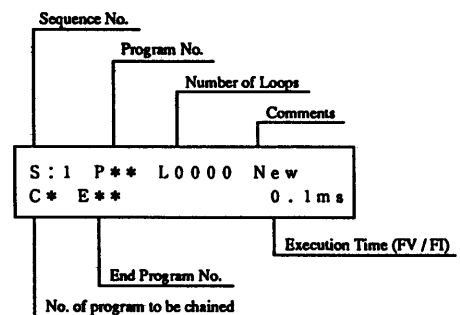 Sequence No.
Program No.
Number of Loops
Comments
S:1 P** L0000 New
C* E** 0.1ms
Execution Time (FV / FI)
End Program No.
No. of program to be chained